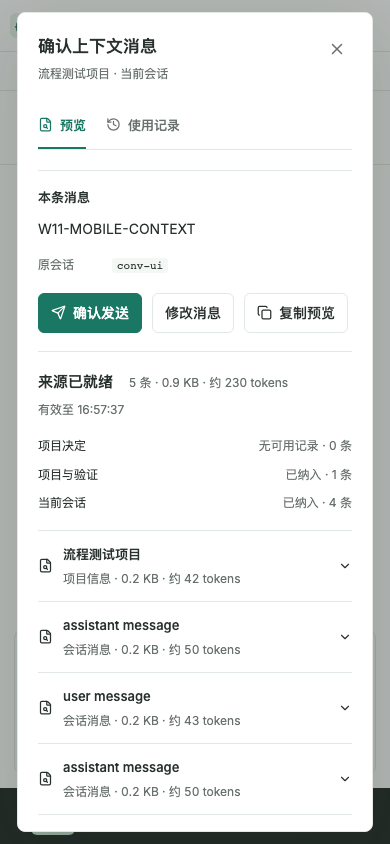 确认上下文消息
流程测试项目 · 当前会话
预览 使用记录
本条消息
W11-MOBILE-CONTEXT
原会话 conv-ui
确认发送 修改消息 复制预览
来源已就绪 5 条 · 0.9 KB · 约 230 tokens
有效至 16:57:37
项目决定 无可用记录 · 0 条
项目与验证 已纳入 · 1 条
当前会话 已纳入 · 4 条
流程测试项目
项目信息 · 0.2 KB · 约 42 tokens
assistant message
会话消息 · 0.2 KB · 约 50 tokens
user message
会话消息 · 0.2 KB · 约 43 tokens
assistant message
会话消息 · 0.2 KB · 约 50 tokens